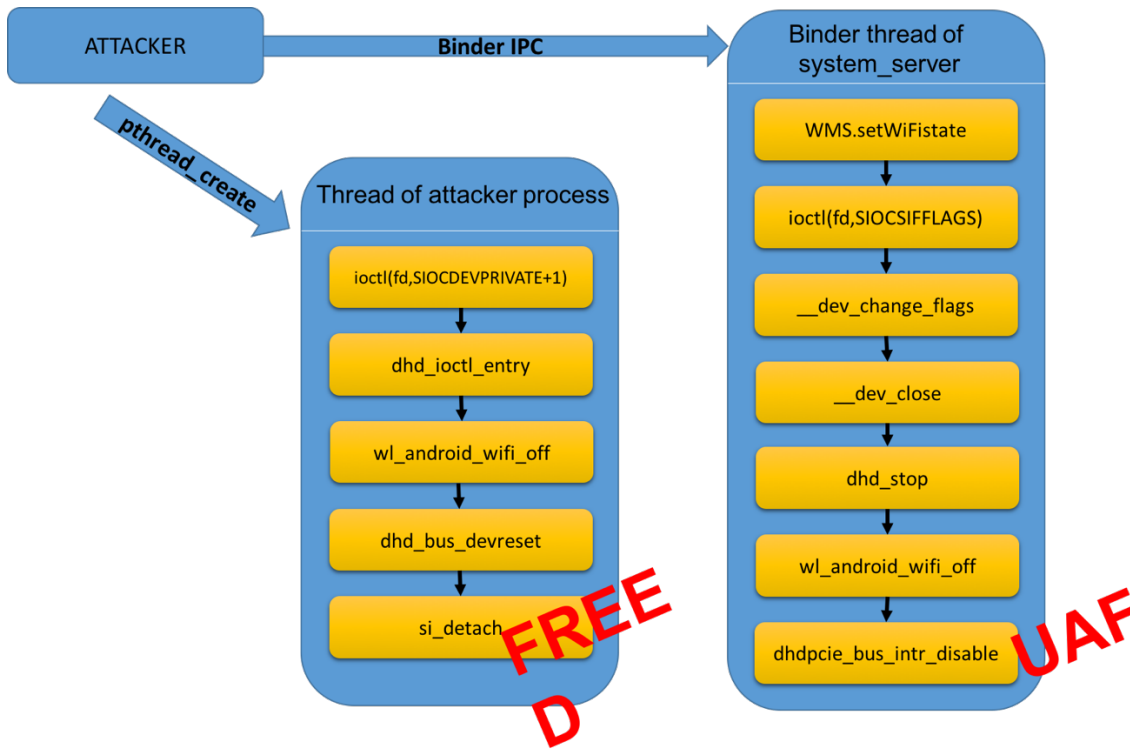 ATTACKER
Binder IPC
pthread_create
Thread of attacker process
ioctl(fd,SIOCDEVPRIVATE+1)
dhd_ioctl_entry
wl_android_wifi_off
dhd_bus_devreset
si_detach
FREE
D
Binder thread of
system_server
WMS.setWiFistate
ioctl(fd,SIOCSIFFLAGS)
__dev_change_flags
__dev_close
dhd_stop
wl_android_wifi_off
dhdpcie_bus_intr_disable
UAF